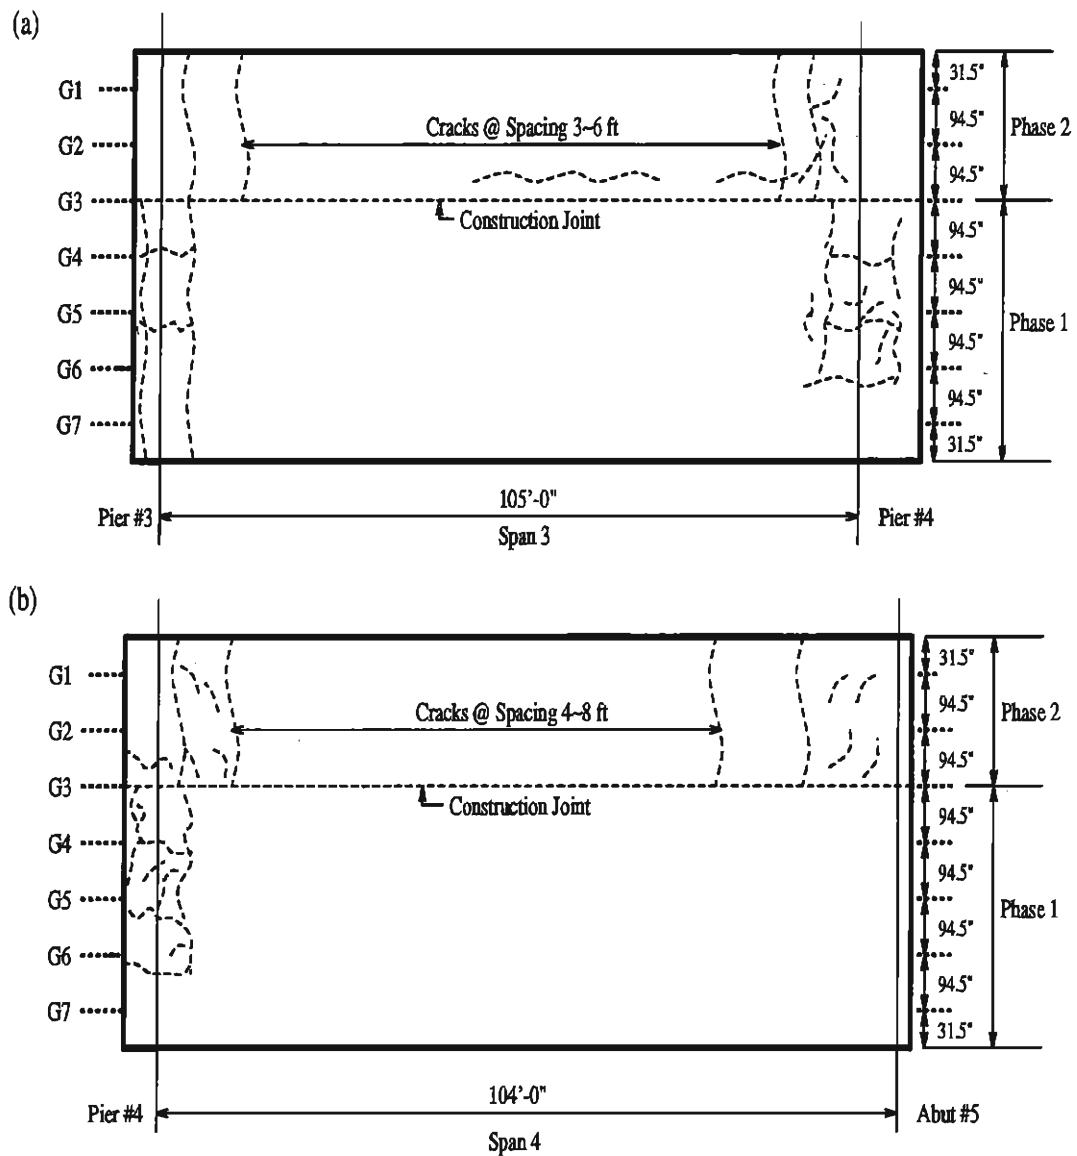 (a)
G1
G2
G3
G4
G5
G6
G7
Cracks @ Spacing 3~6 ft
Construction Joint
31.5"
94.5"
94.5"
94.5"
94.5"
94.5"
94.5"
31.5"
Phase 2
Phase 1
105'-0"
Pier #3
Pier #4
Span 3
(b)
G1
G2
G3
G4
G5
G6
G7
Cracks @ Spacing 4~8 ft
Construction Joint
31.5"
94.5"
94.5"
94.5"
94.5"
94.5"
94.5"
31.5"
Phase 2
Phase 1
104'-0"
Pier #4
Abut #5
Span 4